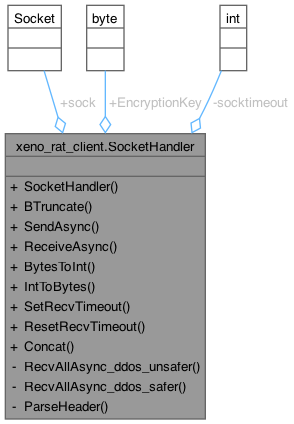 Socket
byte
int
+sock
+EncryptionKey
-socktimeout
xeno_rat_client.SocketHandler
+ SocketHandler()
+ BTruncate()
+ SendAsync()
+ ReceiveAsync()
+ BytesToInt()
+ IntToBytes()
+ SetRecvTimeout()
+ ResetRecvTimeout()
+ Concat()
- RecvAllAsync_ddos_unsafer()
- RecvAllAsync_ddos_safer()
- ParseHeader()